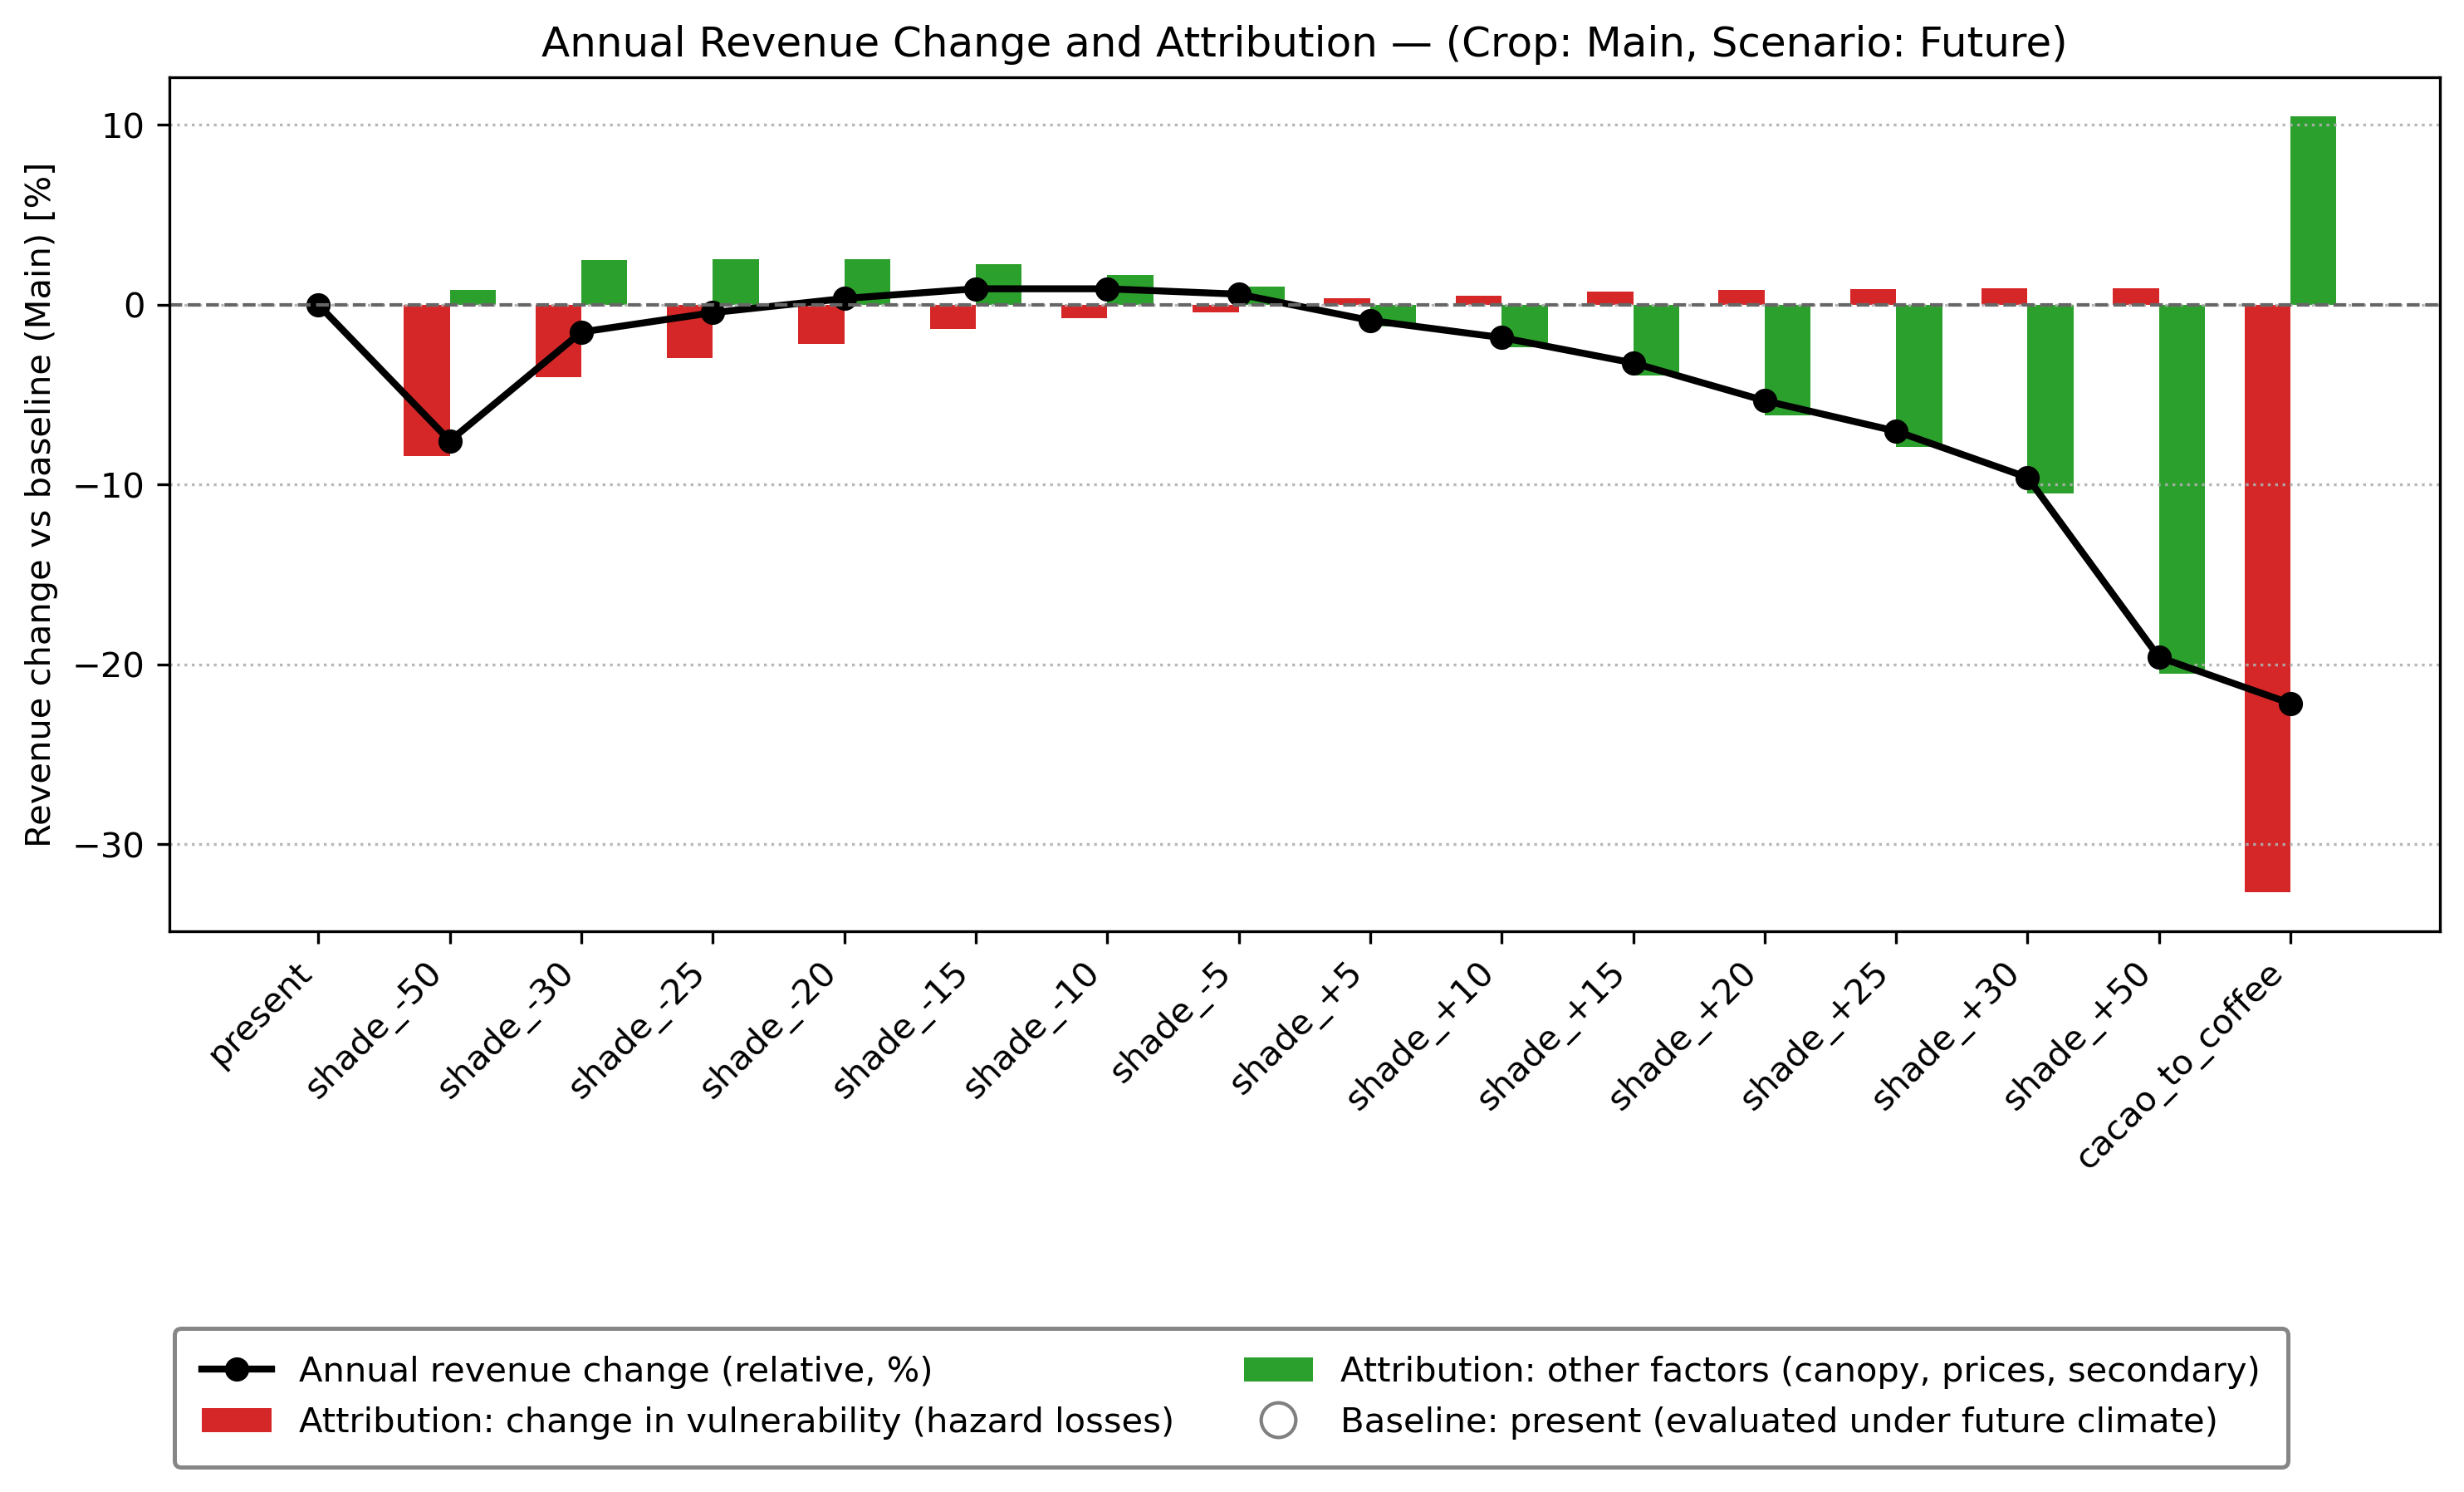 Annual Revenue Change and Attribution — (Crop: Main, Scenario: Future)
Revenue change vs baseline (Main) [%]
10
0
−10
−20
−30
present
shade_-50
shade_-30
shade_-25
shade_-20
shade_-15
shade_-10
shade_-5
shade_+5
shade_+10
shade_+15
shade_+20
shade_+25
shade_+30
shade_+50
cacao_to_coffee
Annual revenue change (relative, %)
Attribution: change in vulnerability (hazard losses)
Attribution: other factors (canopy, prices, secondary)
Baseline: present (evaluated under future climate)